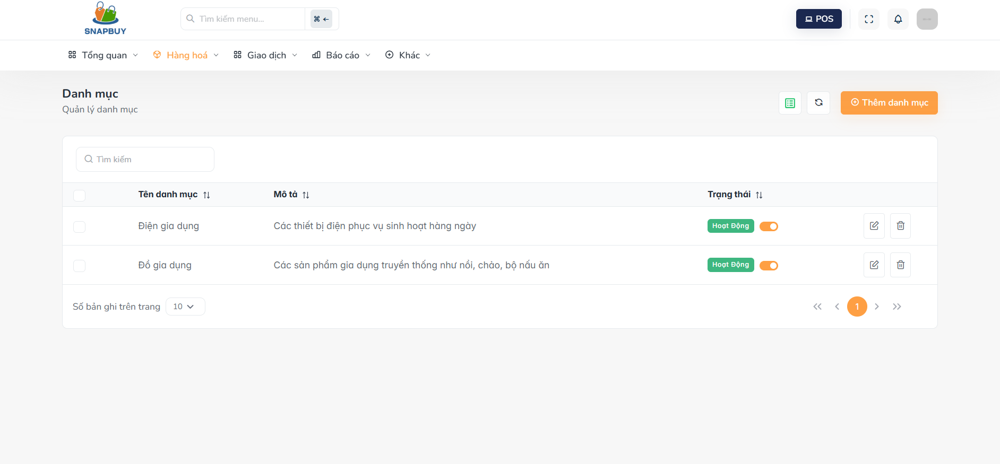 SNAPBUY
Tìm kiếm menu...
⌘ ←
POS
Tổng quan
Hàng hoá
Giao dịch
Báo cáo
Khác
Danh mục
Quản lý danh mục
Thêm danh mục
Tìm kiếm
Tên danh mục Mô tả Trạng thái
Điện gia dụng Các thiết bị điện phục vụ sinh hoạt hàng ngày Hoạt Động
Đồ gia dụng Các sản phẩm gia dụng truyền thống như nồi, chảo, bộ nấu ăn Hoạt Động
Số bản ghi trên trang 10
1